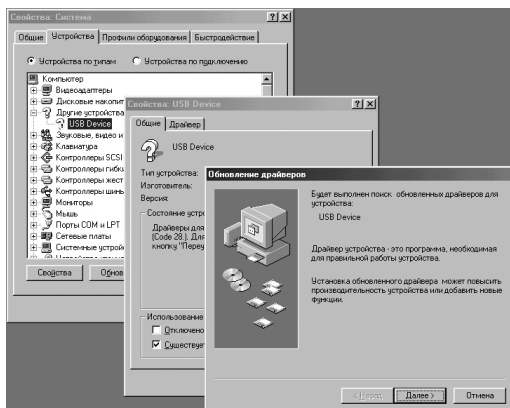 Свойства: Система
Общие Устройства Профили оборудования Быстродействие
Устройства по типам Устройства по подключению
Компьютер
Видеоадаптеры
Дисковые накопит
Другие устройства
USB Device
Звуковые, видео и
Клавиатура
Контроллеры SCSI
Контроллеры гибки
Контроллеры жест
Контроллеры шины
Мониторы
Мышь
Порты COM и LPT
Сетевые платы
Системные устрой
Свойства Обнов
Свойства: USB Device
Общие Драйвер
USB Device
Тип устройства:
Изготовитель:
Версия:
Состояние устро
Драйверы для
(Code 28.) Для
кнопку "Переу
Использование
Отключено
Существует
Обновление драйверов
Будет выполнен поиск обновленных драйверов для
устройства:
USB Device
Драйвер устройства - это программа, необходимая
для правильной работы устройства.
Установка обновленного драйвера может повысить
производительность устройства или добавить новые
функции.
< Назад Далее > Отмена